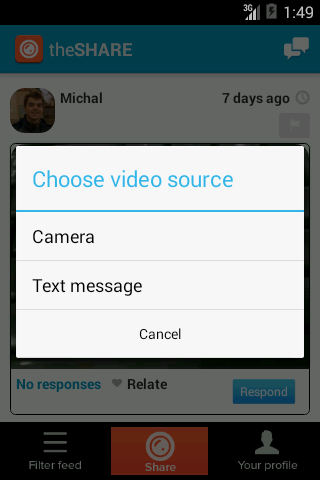 3G 1:49
theSHARE
Michal 7 days ago
Choose video source
Camera
Text message
Cancel
No responses Relate Respond
Filter feed Share Your profile